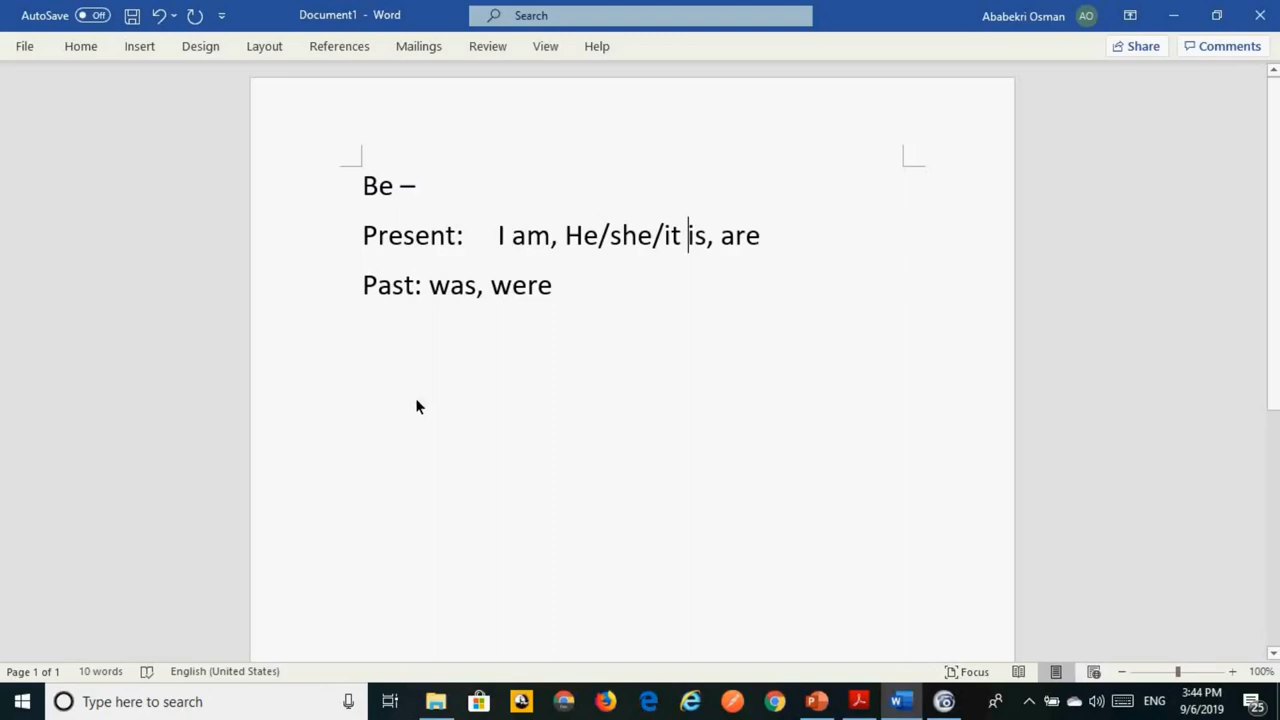 AutoSave Off Document1 - Word Search Ababekri Osman AO
File Home Insert Design Layout References Mailings Review View Help Share Comments
Be –
Present: I am, He/she/it is, are
Past: was, were
Page 1 of 1 10 words English (United States) Focus 100%
Type here to search ENG 3:44 PM
9/6/2019 25